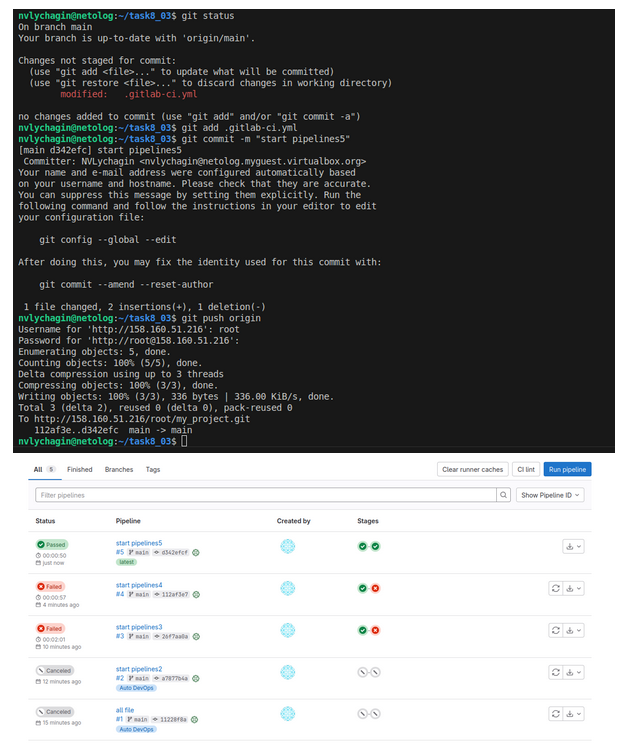 nvlychagin@netolog:~/task8_03$ git status
On branch main
Your branch is up-to-date with 'origin/main'.
Changes not staged for commit:
(use "git add <file>..." to update what will be committed)
(use "git restore <file>..." to discard changes in working directory)
modified: .gitlab-ci.yml
no changes added to commit (use "git add" and/or "git commit -a")
nvlychagin@netolog:~/task8_03$ git add .gitlab-ci.yml
nvlychagin@netolog:~/task8_03$ git commit -m "start pipelines5"
[main d342efc] start pipelines5
Committer: NVLychagin <nvlychagin@netolog.myguest.virtualbox.org>
Your name and e-mail address were configured automatically based
on your username and hostname. Please check that they are accurate.
You can suppress this message by setting them explicitly. Run the
following command and follow the instructions in your editor to edit
your configuration file:
git config --global --edit
After doing this, you may fix the identity used for this commit with:
git commit --amend --reset-author
1 file changed, 2 insertions(+), 1 deletion(-)
nvlychagin@netolog:~/task8_03$ git push origin
Username for 'http://158.160.51.216': root
Password for 'http://root@158.160.51.216':
Enumerating objects: 5, done.
Counting objects: 100% (5/5), done.
Delta compression using up to 3 threads
Compressing objects: 100% (3/3), done.
Writing objects: 100% (3/3), 336 bytes | 336.00 KiB/s, done.
Total 3 (delta 2), reused 0 (delta 0), pack-reused 0
To http://158.160.51.216/root/my_project.git
112af3e..d342efc main -> main
nvlychagin@netolog:~/task8_03$
All 5 Finished Branches Tags Clear runner caches CI lint Run pipeline
Filter pipelines Show Pipeline ID
Status Pipeline Created by Stages
Passed start pipelines5
00:00:50 #5 main d342efcf
just now latest
Failed start pipelines4
00:00:57 #4 main 112af3e7
4 minutes ago
Failed start pipelines3
00:02:01 #3 main 26f7aa0a
10 minutes ago
Canceled start pipelines2
12 minutes ago #2 main a7877b4a
Auto DevOps
Canceled all file
15 minutes ago #1 main 11228f8a
Auto DevOps